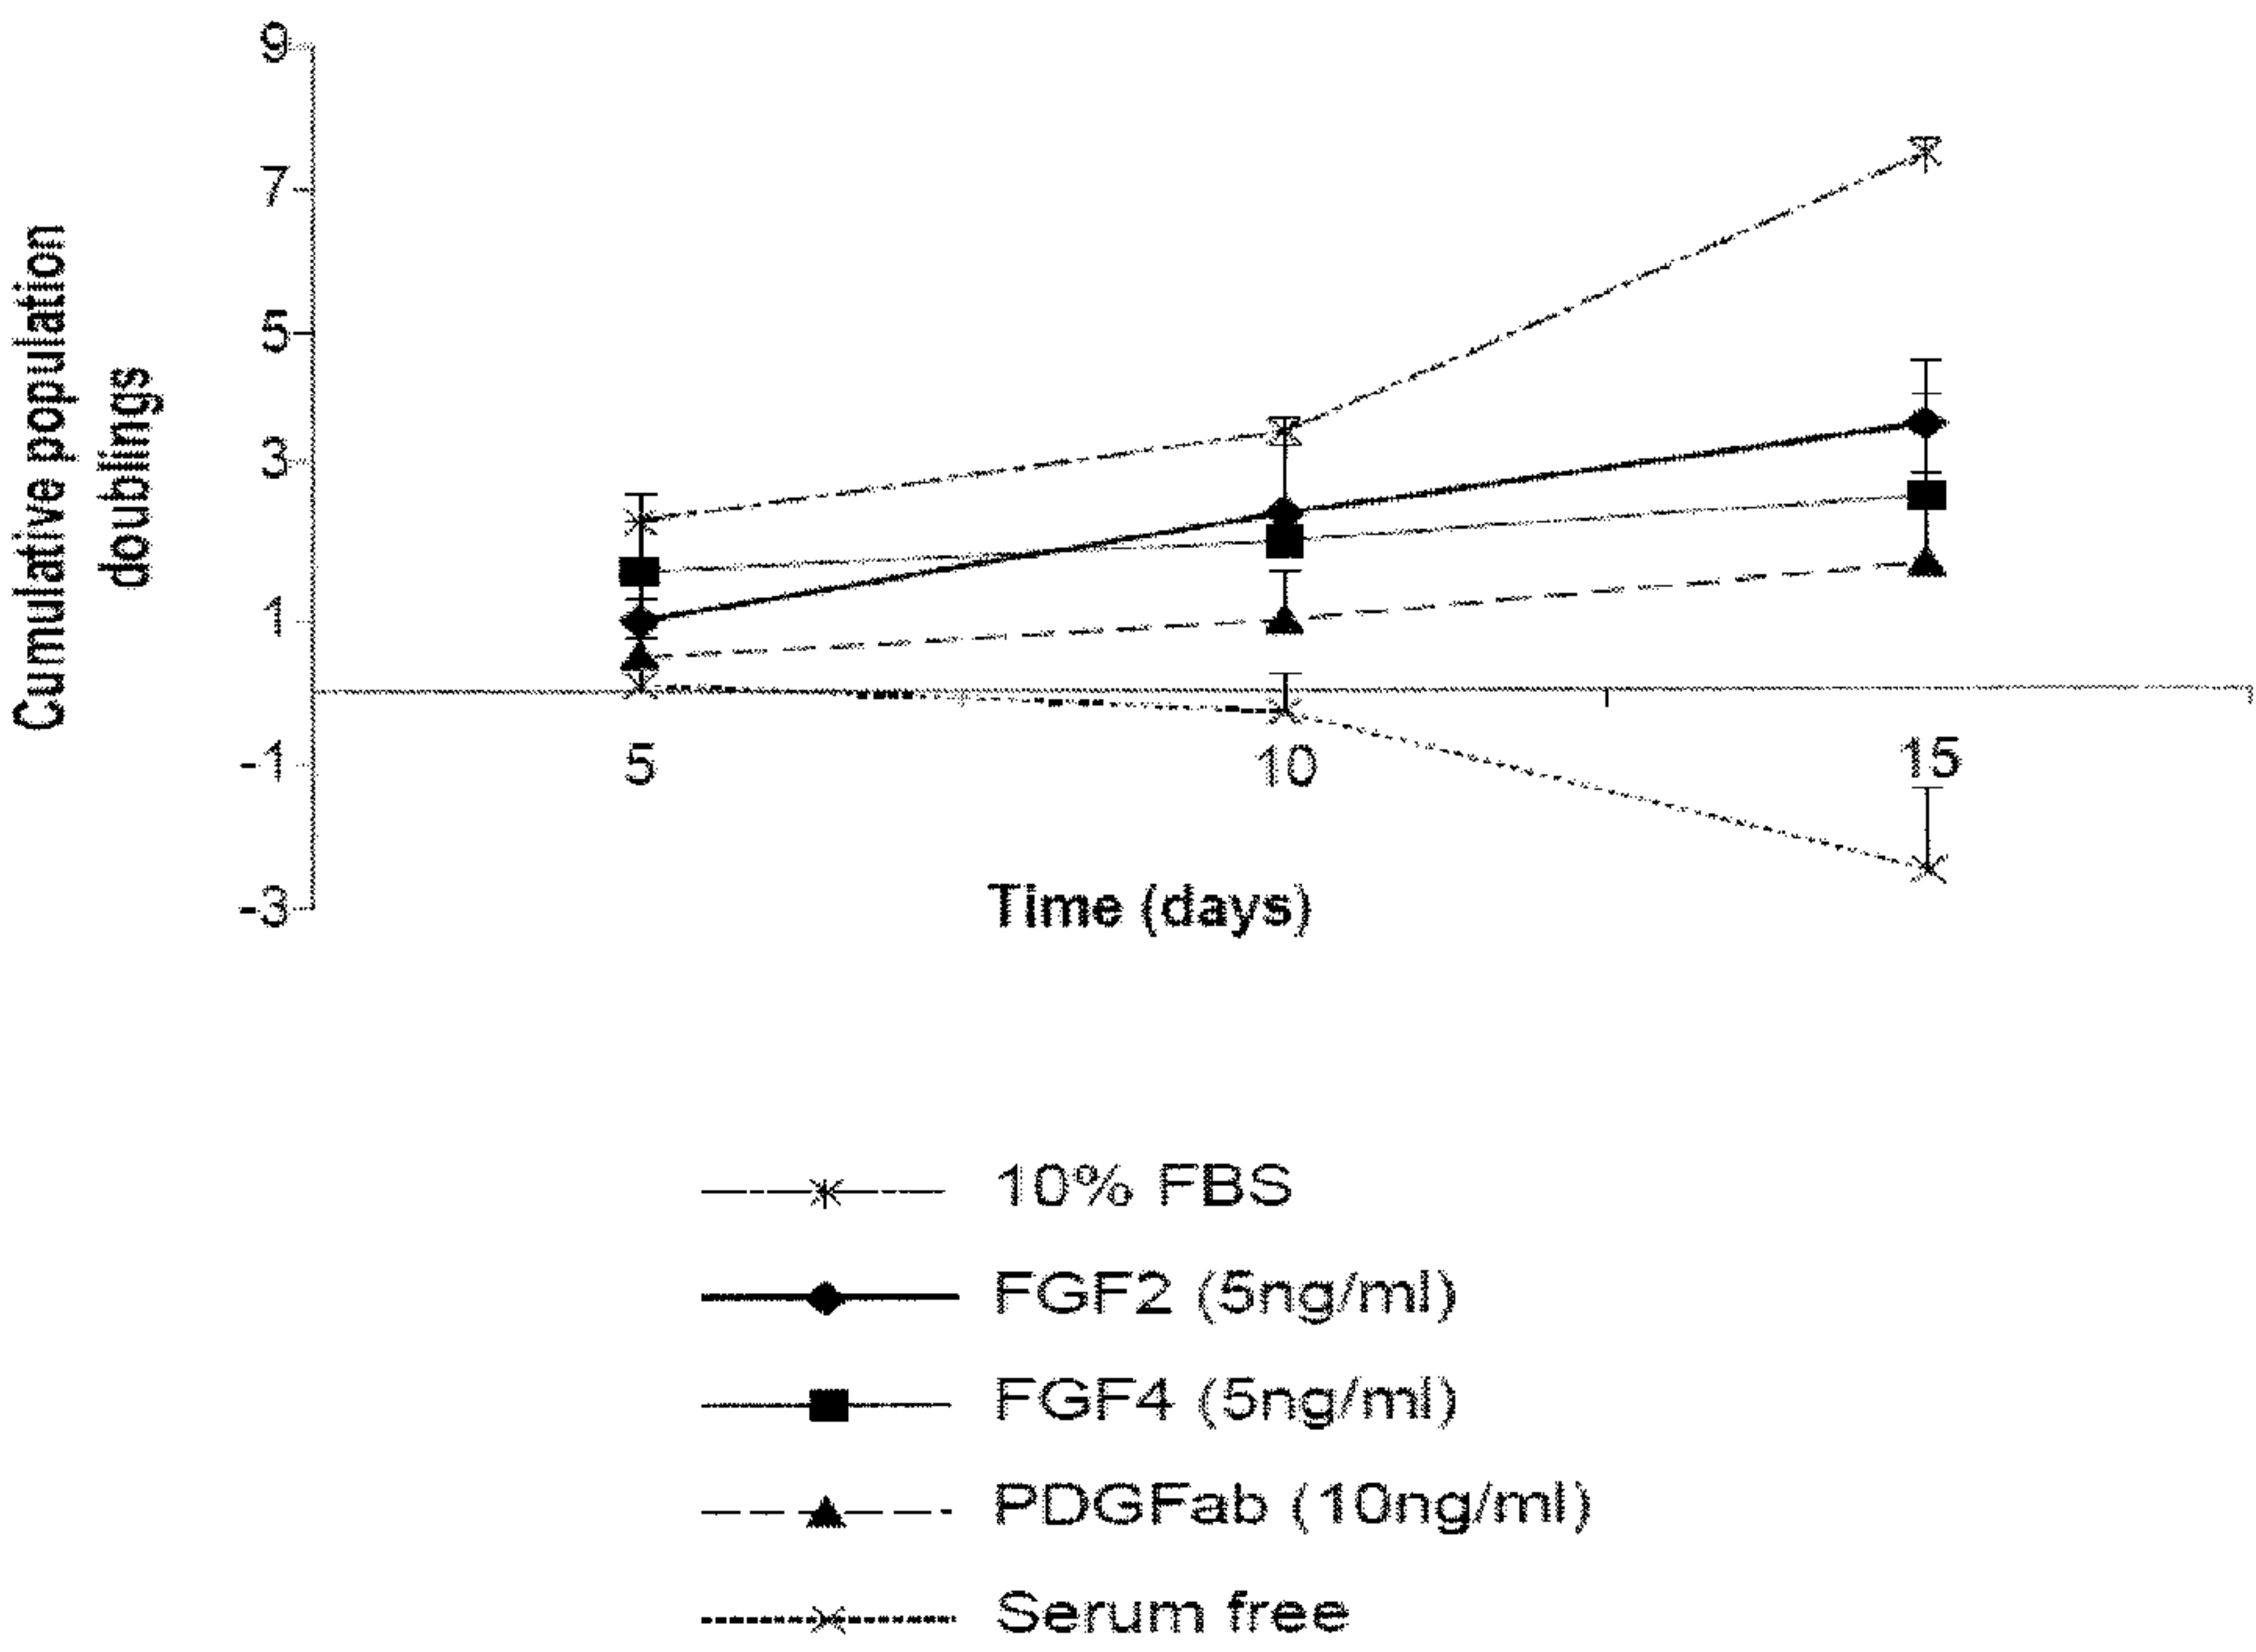 Cumulative population
doublings
9
7
5
3
1
-1
-3
5
10
15
Time (days)
10% FBS
FGF2 (5ng/ml)
FGF4 (5ng/ml)
PDGFab (10ng/ml)
Serum free